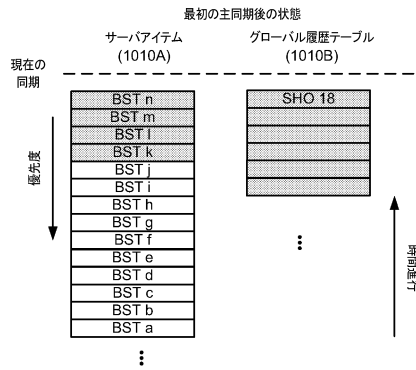 最初の主同期後の状態
サーバアイテム
(1010A)
グローバル履歴テーブル
(1010B)
現在の
同期
BST n
BST m
BST l
BST k
BST j
BST i
BST h
BST g
BST f
BST e
BST d
BST c
BST b
BST a
SHO 18
優先度
時間進行